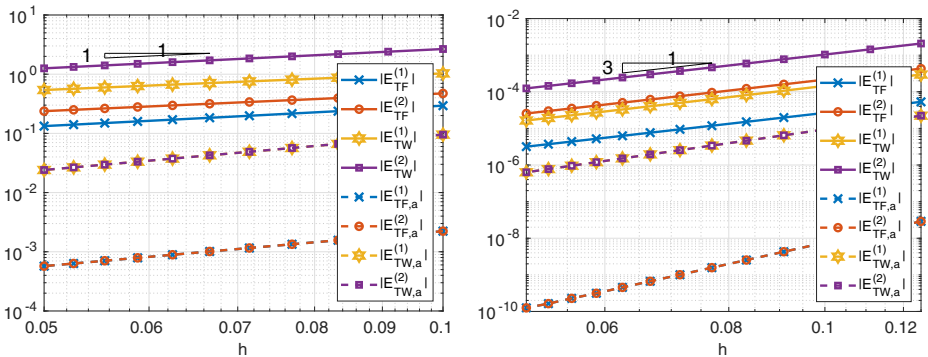 10^1
10^0
10^-1
10^-2
10^-3
10^-4
1
1
|E_TF^(1)|
|E_TF^(2)|
|E_TW^(1)|
|E_TW^(2)|
|E_TF,a^(1)|
|E_TF,a^(2)|
|E_TW,a^(1)|
|E_TW,a^(2)|
0.05
0.06
0.07
0.08
0.09
0.1
h
10^-2
10^-4
10^-6
10^-8
10^-10
3
1
|E_TF^(1)|
|E_TF^(2)|
|E_TW^(1)|
|E_TW^(2)|
|E_TF,a^(1)|
|E_TF,a^(2)|
|E_TW,a^(1)|
|E_TW,a^(2)|
0.06
0.08
0.1
0.12
h